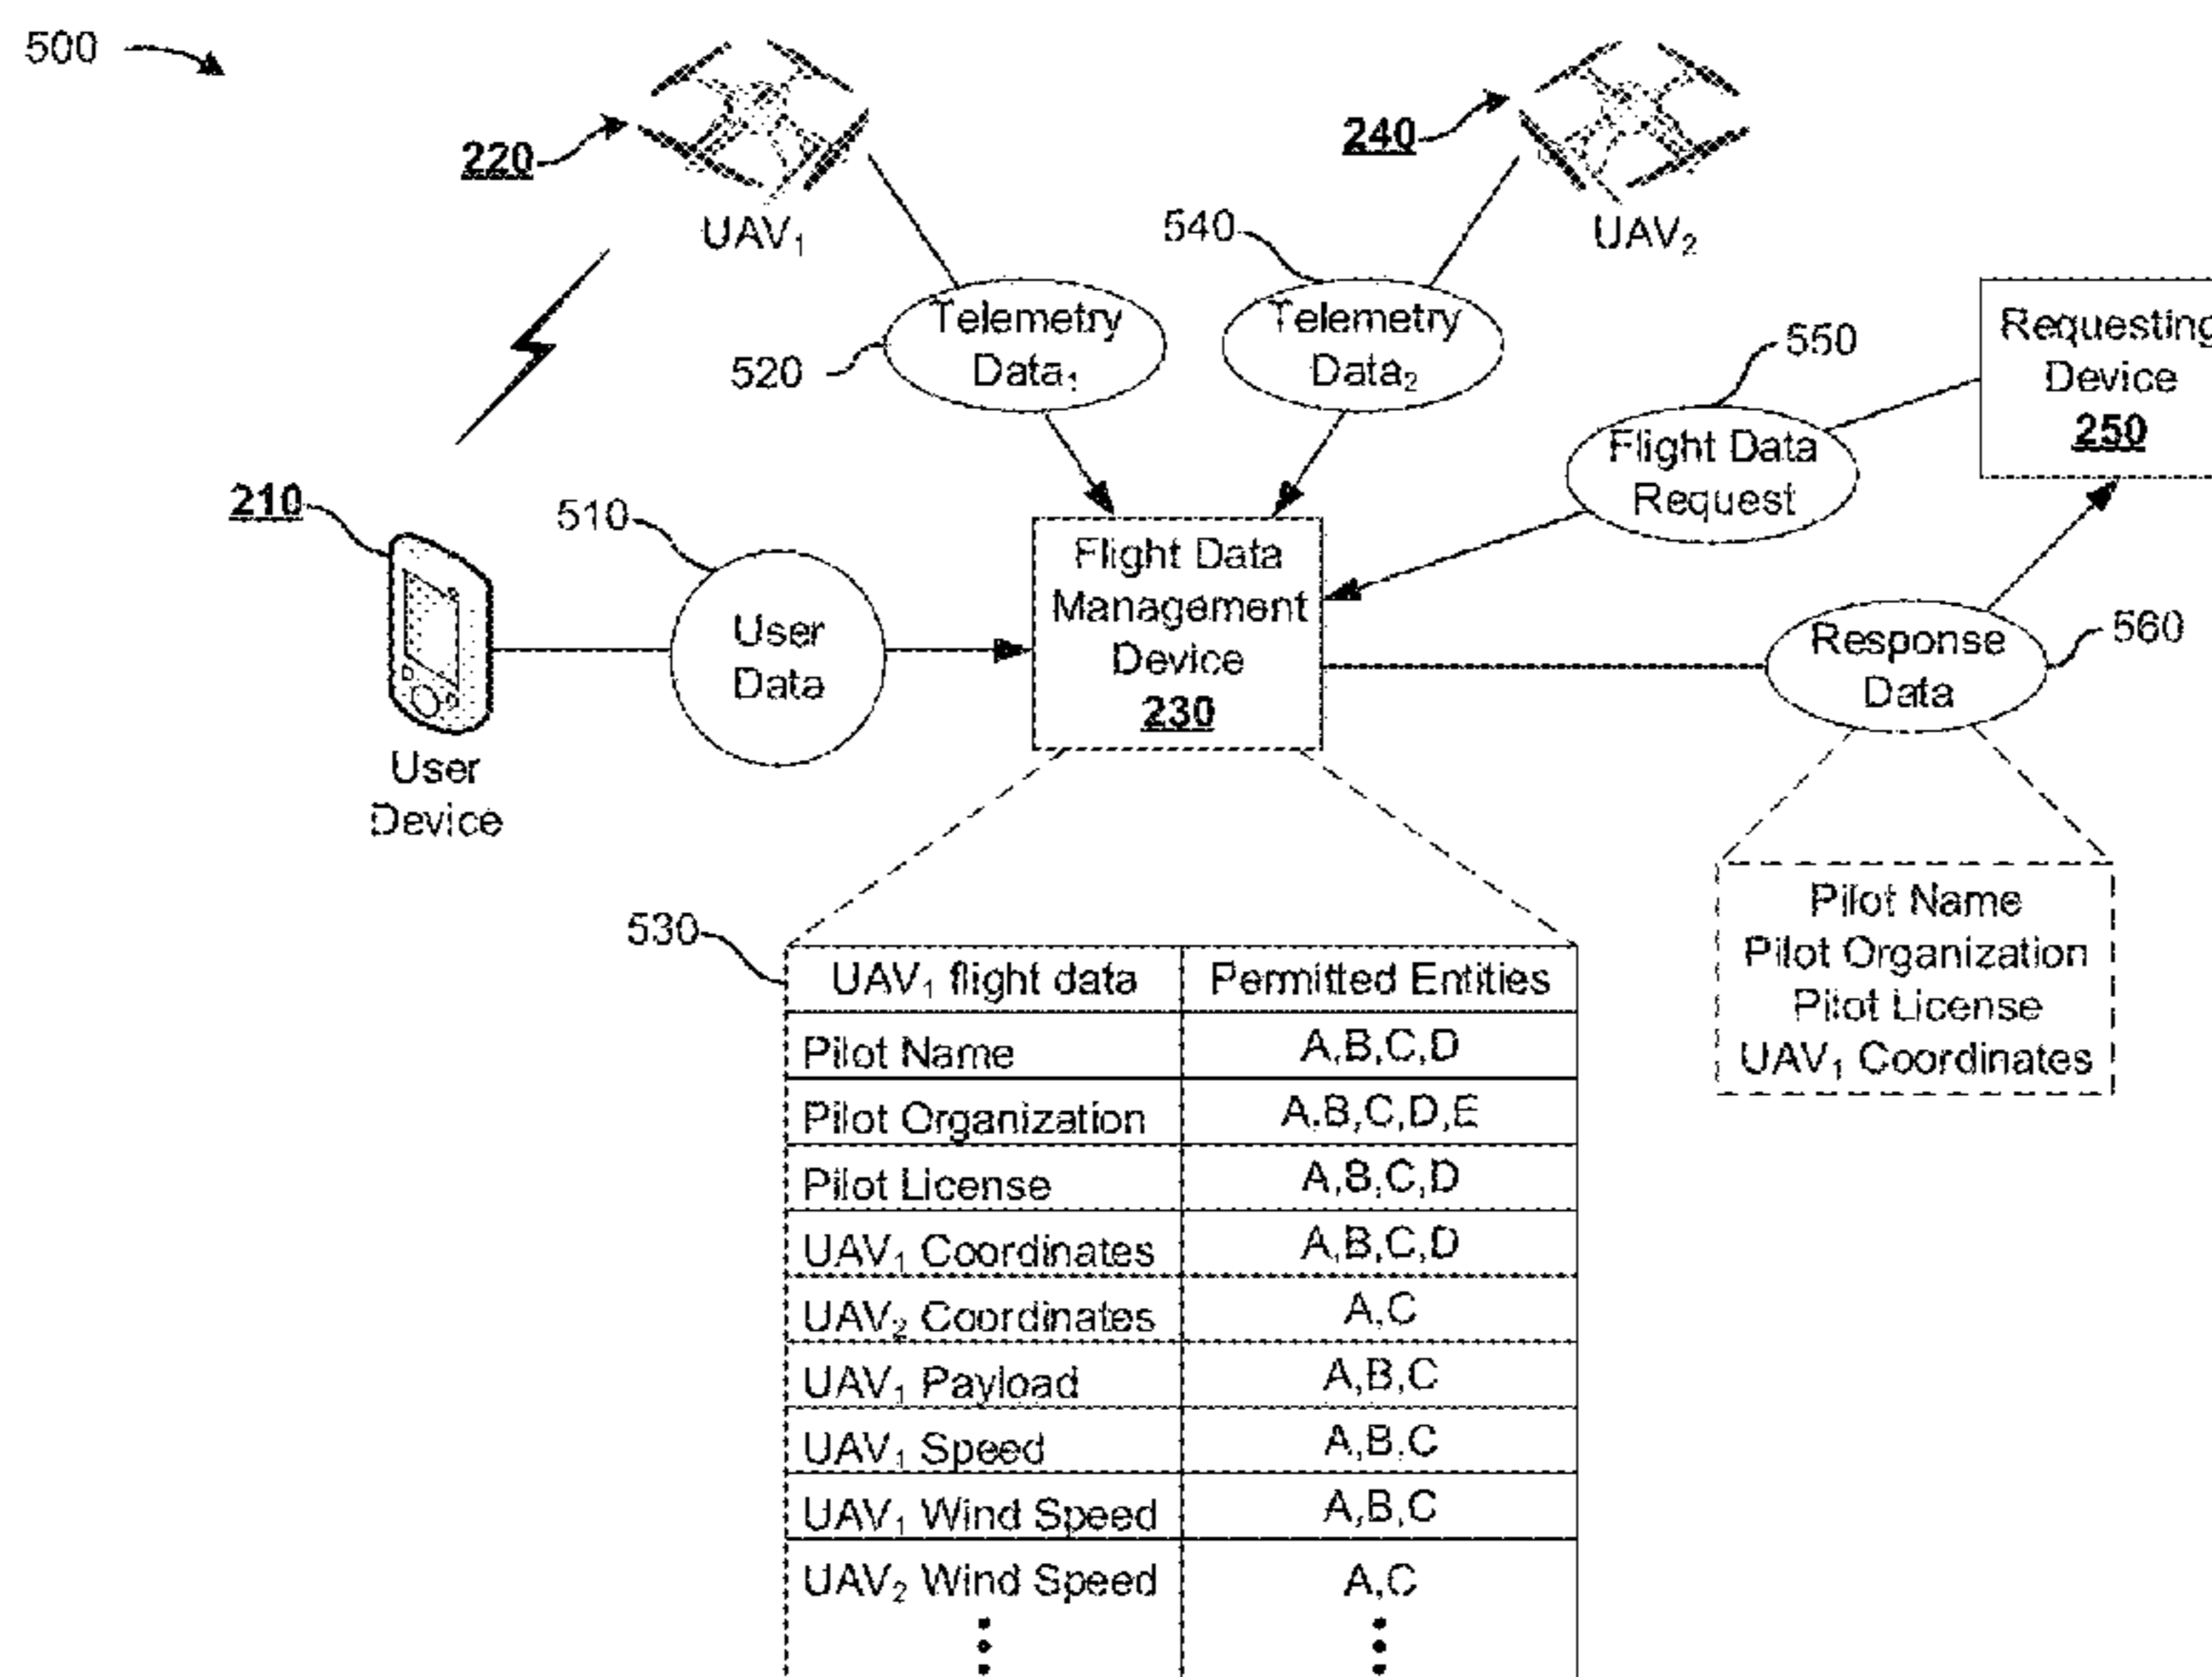 500
220
UAV₁
240
UAV₂
540
Telemetry
Data₁
520
Telemetry
Data₂
550
Requesting
Device
250
Flight Data
Request
210
510
User
Data
Flight Data
Management
Device
230
Response
Data
560
User
Device
Pilot Name
Pilot Organization
Pilot License
UAV₁ Coordinates
530
UAV₁ flight data Permitted Entities
Pilot Name A,B,C,D
Pilot Organization A,B,C,D,E
Pilot License A,B,C,D
UAV₁ Coordinates A,B,C,D
UAV₂ Coordinates A,C
UAV₁ Payload A,B,C
UAV₁ Speed A,B,C
UAV₁ Wind Speed A,B,C
UAV₂ Wind Speed A,C